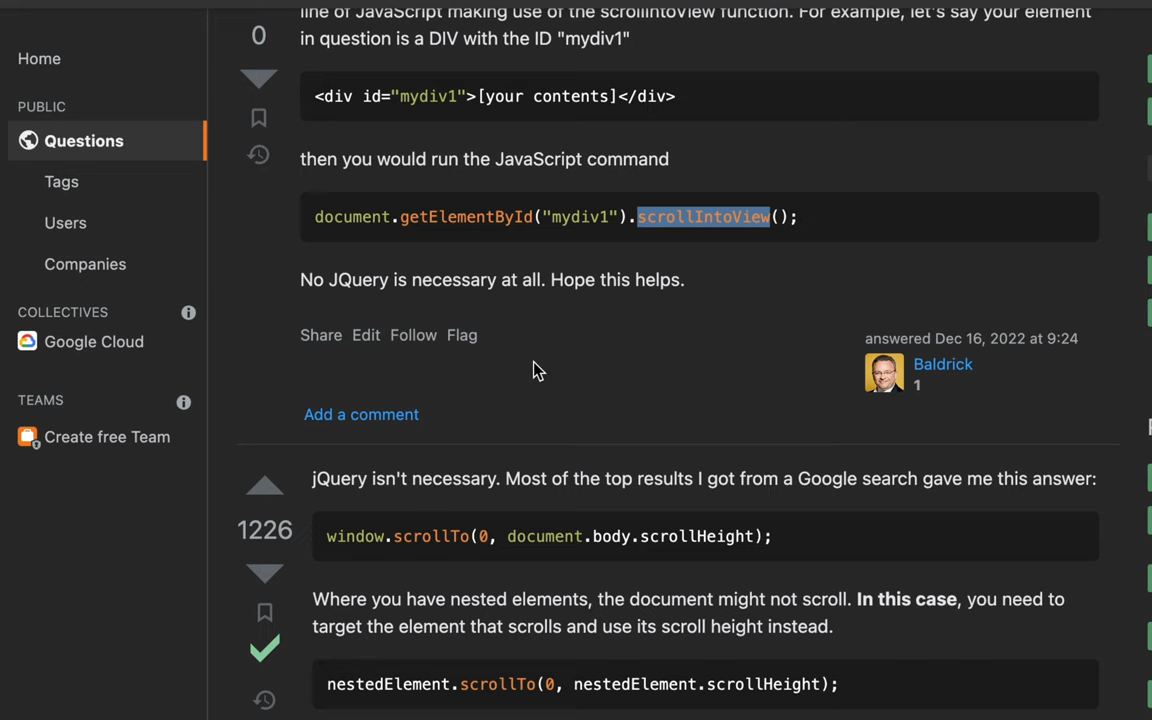 line of JavaScript making use of the scrollIntoView function. For example, let's say your element
in question is a DIV with the ID "mydiv1"
0
<div id="mydiv1">[your contents]</div>
then you would run the JavaScript command
document.getElementById("mydiv1").scrollIntoView();
No JQuery is necessary at all. Hope this helps.
Share Edit Follow Flag
answered Dec 16, 2022 at 9:24
Baldrick
1
Add a comment
Home
PUBLIC
Questions
Tags
Users
Companies
COLLECTIVES
Google Cloud
TEAMS
Create free Team
jQuery isn't necessary. Most of the top results I got from a Google search gave me this answer:
1226
window.scrollTo(0, document.body.scrollHeight);
Where you have nested elements, the document might not scroll. In this case, you need to
target the element that scrolls and use its scroll height instead.
nestedElement.scrollTo(0, nestedElement.scrollHeight);